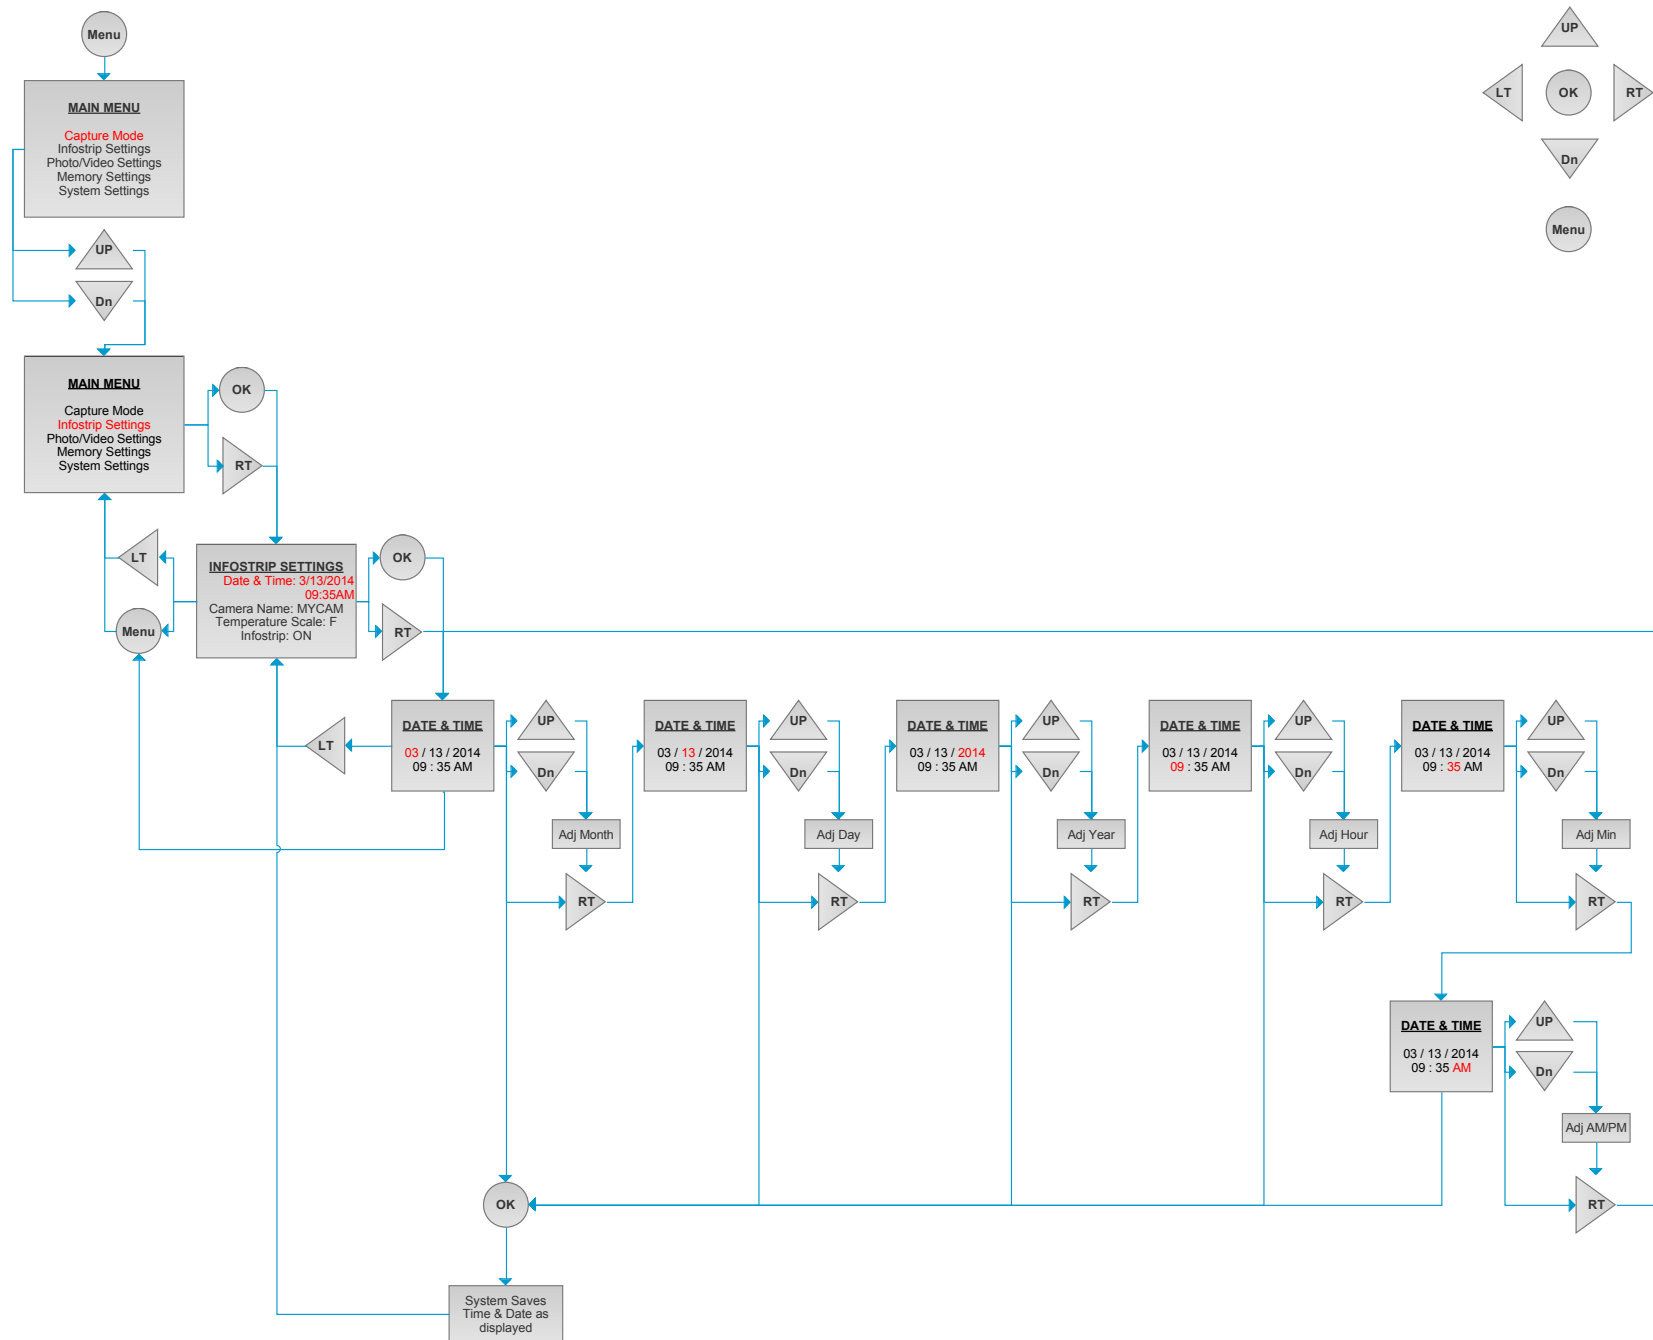 Menu
MAIN MENU
Capture Mode
Infostrip Settings
Photo/Video Settings
Memory Settings
System Settings
UP
Dn
UP
LT
OK
RT
Dn
Menu
MAIN MENU
Capture Mode
Infostrip Settings
Photo/Video Settings
Memory Settings
System Settings
OK
RT
LT
Menu
INFOSTRIP SETTINGS
Date & Time: 3/13/2014
09:35AM
Camera Name: MYCAM
Temperature Scale: F
Infostrip: ON
OK
RT
LT
DATE & TIME
03 / 13 / 2014
09 : 35 AM
UP
Dn
Adj Month
RT
DATE & TIME
03 / 13 / 2014
09 : 35 AM
UP
Dn
Adj Day
RT
DATE & TIME
03 / 13 / 2014
09 : 35 AM
UP
Dn
Adj Year
RT
DATE & TIME
03 / 13 / 2014
09 : 35 AM
UP
Dn
Adj Hour
RT
DATE & TIME
03 / 13 / 2014
09 : 35 AM
UP
Dn
Adj Min
RT
DATE & TIME
03 / 13 / 2014
09 : 35 AM
UP
Dn
Adj AM/PM
RT
OK
System Saves
Time & Date as
displayed